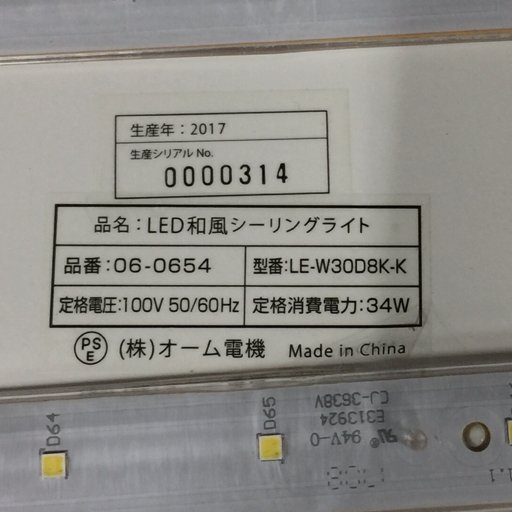 生産年：2017
生産シリアル No.
0000314
品名：LED和風シーリングライト
品番：06-0654
型番：LE-W30D8K-K
定格電圧：100V 50/60Hz
定格消費電力：34W
PS
E
(株)オーム電機 Made in China
D64
D65
CJ-3638V
E313924
94V-0